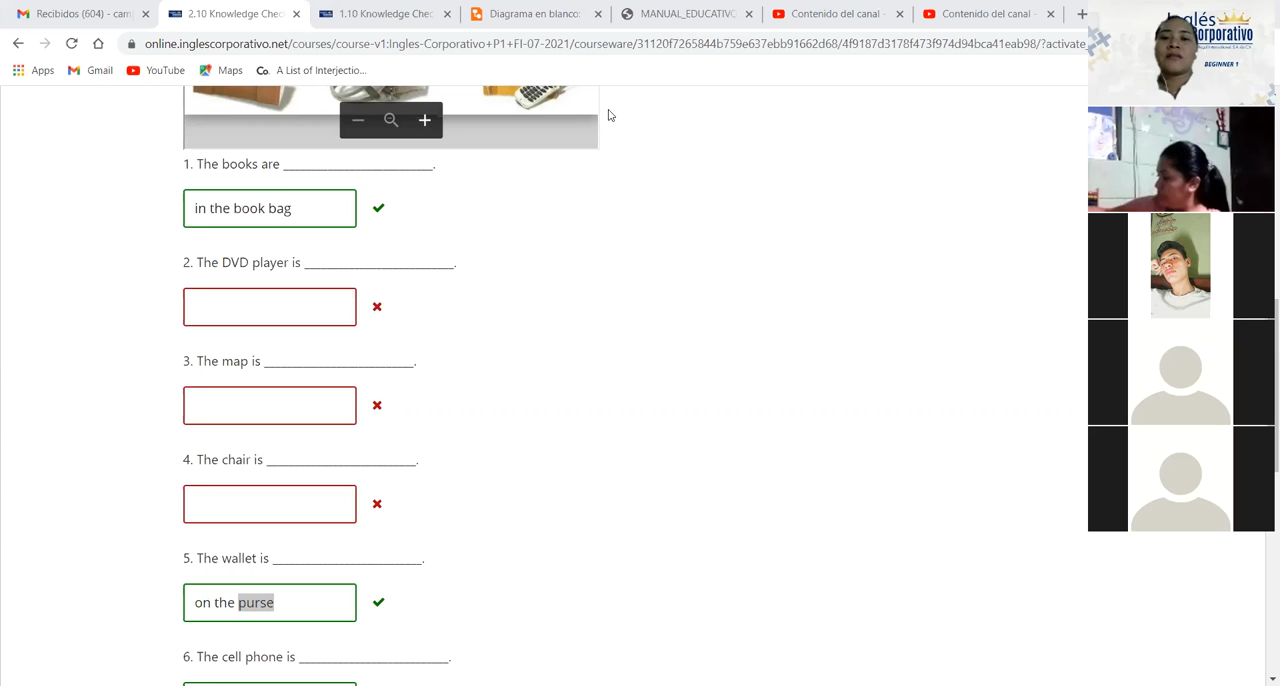 Recibidos (604) - cam
2.10 Knowledge Chec
1.10 Knowledge Chec
Diagrama en blanco:
MANUAL_EDUCATIVO
Contenido del canal -
Contenido del canal -
online.inglescorporativo.net/courses/course-v1:Ingles-Corporativo+P1+FI-07-2021/courseware/31120f7265844b759e637ebb91662d68/4f9187d3178f473f974d94bca41eab98/?activate
Apps
Gmail
YouTube
Maps
Co. A List of Interjectio...
Inglés
Corporativo
BEGINNER 1
1. The books are ____________________.
in the book bag
2. The DVD player is ____________________.
3. The map is ____________________.
4. The chair is ____________________.
5. The wallet is ____________________.
on the purse
6. The cell phone is ____________________.